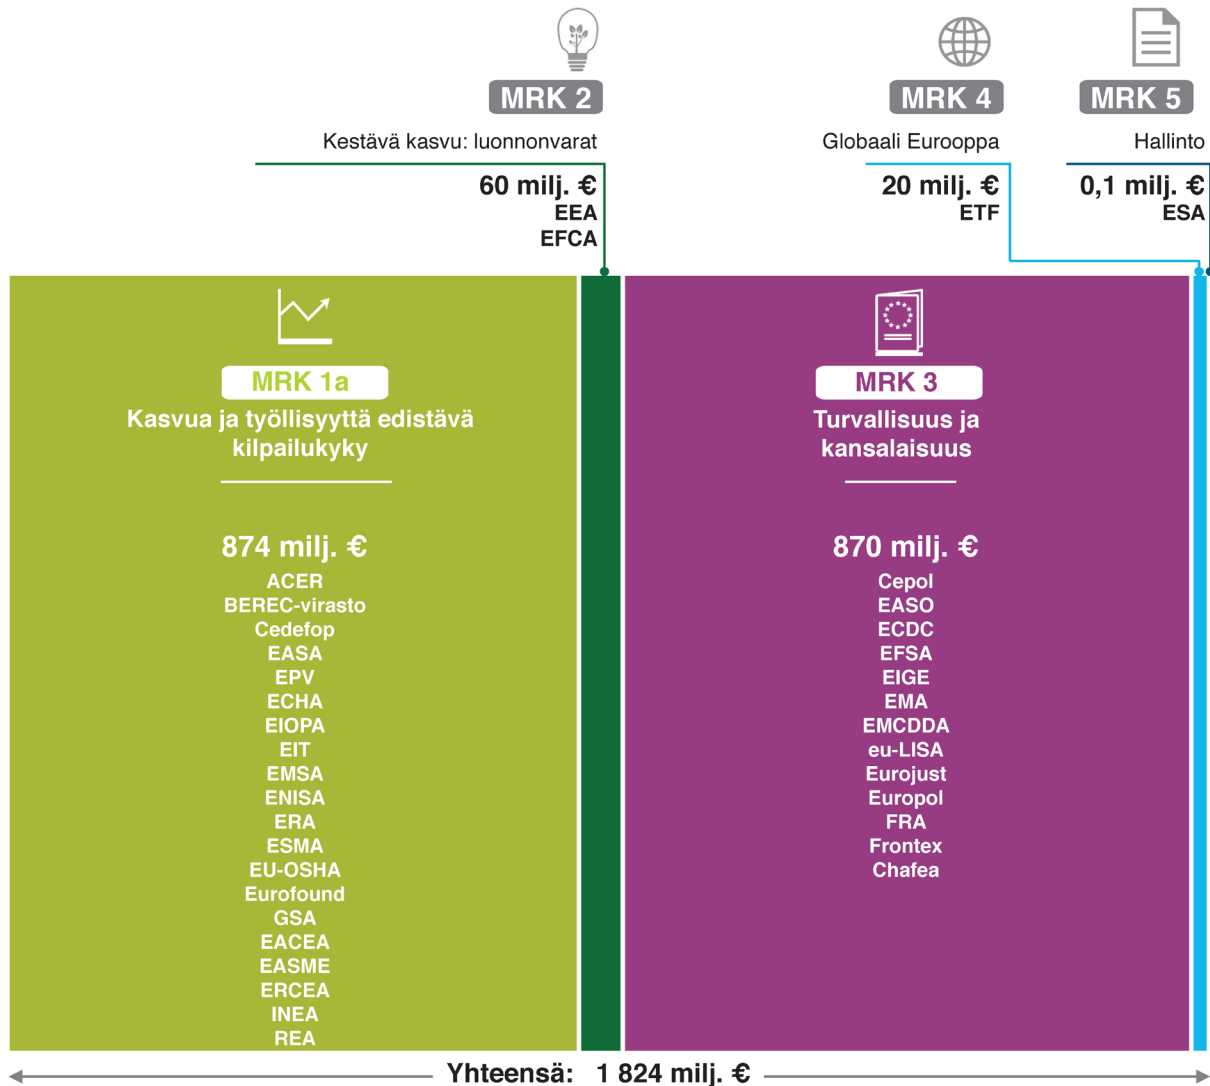 MRK 2
Kestävä kasvu: luonnonvarat
60 milj. €
EEA
EFCA
MRK 4
Globaali Eurooppa
20 milj. €
ETF
MRK 5
Hallinto
0,1 milj. €
ESA
MRK 1a
Kasvua ja työllisyyttä edistävä
kilpailukyky
874 milj. €
ACER
BEREC-virasto
Cedefop
EASA
EPV
ECHA
EIOPA
EIT
EMSA
ENISA
ERA
ESMA
EU-OSHA
Eurofound
GSA
EACEA
EASME
ERCEA
INEA
REA
MRK 3
Turvallisuus ja
kansalaisuus
870 milj. €
Cepol
EASO
ECDC
EFSA
EIGE
EMA
EMCDDA
eu-LISA
Eurojust
Europol
FRA
Frontex
Chafea
Yhteensä: 1 824 milj. €